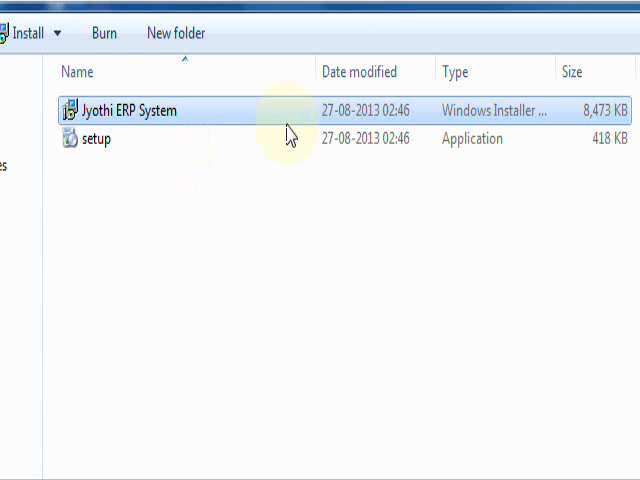 Install Burn New folder
Name Date modified Type Size
Jyothi ERP System 27-08-2013 02:46 Windows Installer ... 8,473 KB
setup 27-08-2013 02:46 Application 418 KB
es